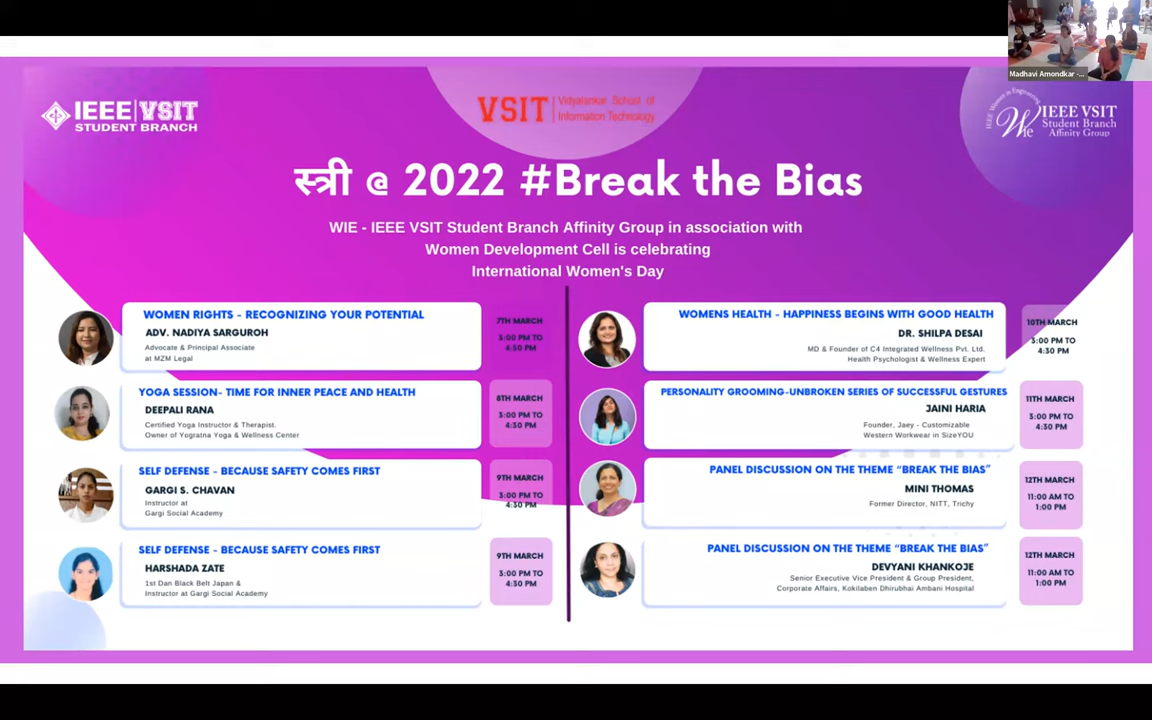 Madhavi Amondkar -...
IEEE VSIT
STUDENT BRANCH
VSIT Vidyalankar School of
Information Technology
IEEE Women in Engineering
WIe IEEE VSIT
Student Branch
Affinity Group
स्त्री @ 2022 #Break the Bias
WIE - IEEE VSIT Student Branch Affinity Group in association with
Women Development Cell is celebrating
International Women's Day
WOMEN RIGHTS - RECOGNIZING YOUR POTENTIAL
ADV. NADIYA SARGUROH
Advocate & Principal Associate
at MZM Legal
7TH MARCH
3:00 PM TO
4:30 PM
YOGA SESSION- TIME FOR INNER PEACE AND HEALTH
DEEPALI RANA
Certified Yoga Instructor & Therapist.
Owner of Yogratna Yoga & Wellness Center
8TH MARCH
3:00 PM TO
4:30 PM
SELF DEFENSE - BECAUSE SAFETY COMES FIRST
GARGI S. CHAVAN
Instructor at
Gargi Social Academy
9TH MARCH
3:00 PM TO
4:30 PM
SELF DEFENSE - BECAUSE SAFETY COMES FIRST
HARSHADA ZATE
1st Dan Black Belt Japan &
Instructor at Gargi Social Academy
9TH MARCH
3:00 PM TO
4:30 PM
WOMENS HEALTH - HAPPINESS BEGINS WITH GOOD HEALTH
DR. SHILPA DESAI
MD & Founder of C4 Integrated Wellness Pvt. Ltd.
Health Psychologist & Wellness Expert
10TH MARCH
3:00 PM TO
4:30 PM
PERSONALITY GROOMING-UNBROKEN SERIES OF SUCCESSFUL GESTURES
JAINI HARIA
Founder, Jaey - Customizable
Western Workwear in SizeYOU
11TH MARCH
3:00 PM TO
4:30 PM
PANEL DISCUSSION ON THE THEME “BREAK THE BIAS”
MINI THOMAS
Former Director, NITT, Trichy
12TH MARCH
11:00 AM TO
1:00 PM
PANEL DISCUSSION ON THE THEME “BREAK THE BIAS”
DEVYANI KHANKOJE
Senior Executive Vice President & Group President,
Corporate Affairs, Kokilaben Dhirubhai Ambani Hospital
12TH MARCH
11:00 AM TO
1:00 PM